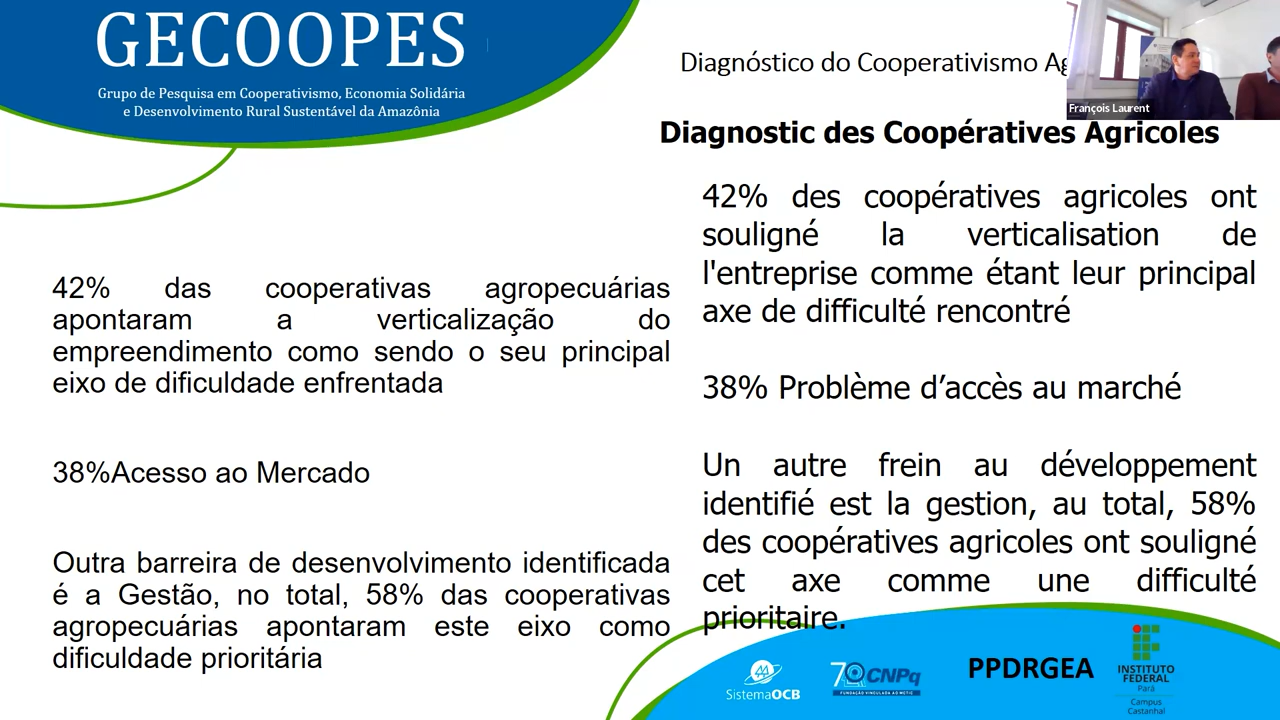 GECOOPES
Grupo de Pesquisa em Cooperativismo, Economia Solidária
e Desenvolvimento Rural Sustentável da Amazônia
Diagnóstico do Cooperativismo
François Laurent
Diagnostic des Coopératives Agricoles
42% das cooperativas agropecuárias
apontaram a verticalização do
empreendimento como sendo o seu principal
eixo de dificuldade enfrentada
38%Acesso ao Mercado
Outra barreira de desenvolvimento identificada
é a Gestão, no total, 58% das cooperativas
agropecuárias apontaram este eixo como
dificuldade prioritária
42% des coopératives agricoles ont
souligné la verticalisation de
l'entreprise comme étant leur principal
axe de difficulté rencontré
38% Problème d’accès au marché
Un autre frein au développement
identifié est la gestion, au total, 58%
des coopératives agricoles ont souligné
cet axe comme une difficulté
prioritaire.
SistemaOCB
70 CNPq
FUNDAÇÃO VINCULADA AO MCTIC
PPDRGEA
INSTITUTO
FEDERAL
Pará
Campus
Castanhal